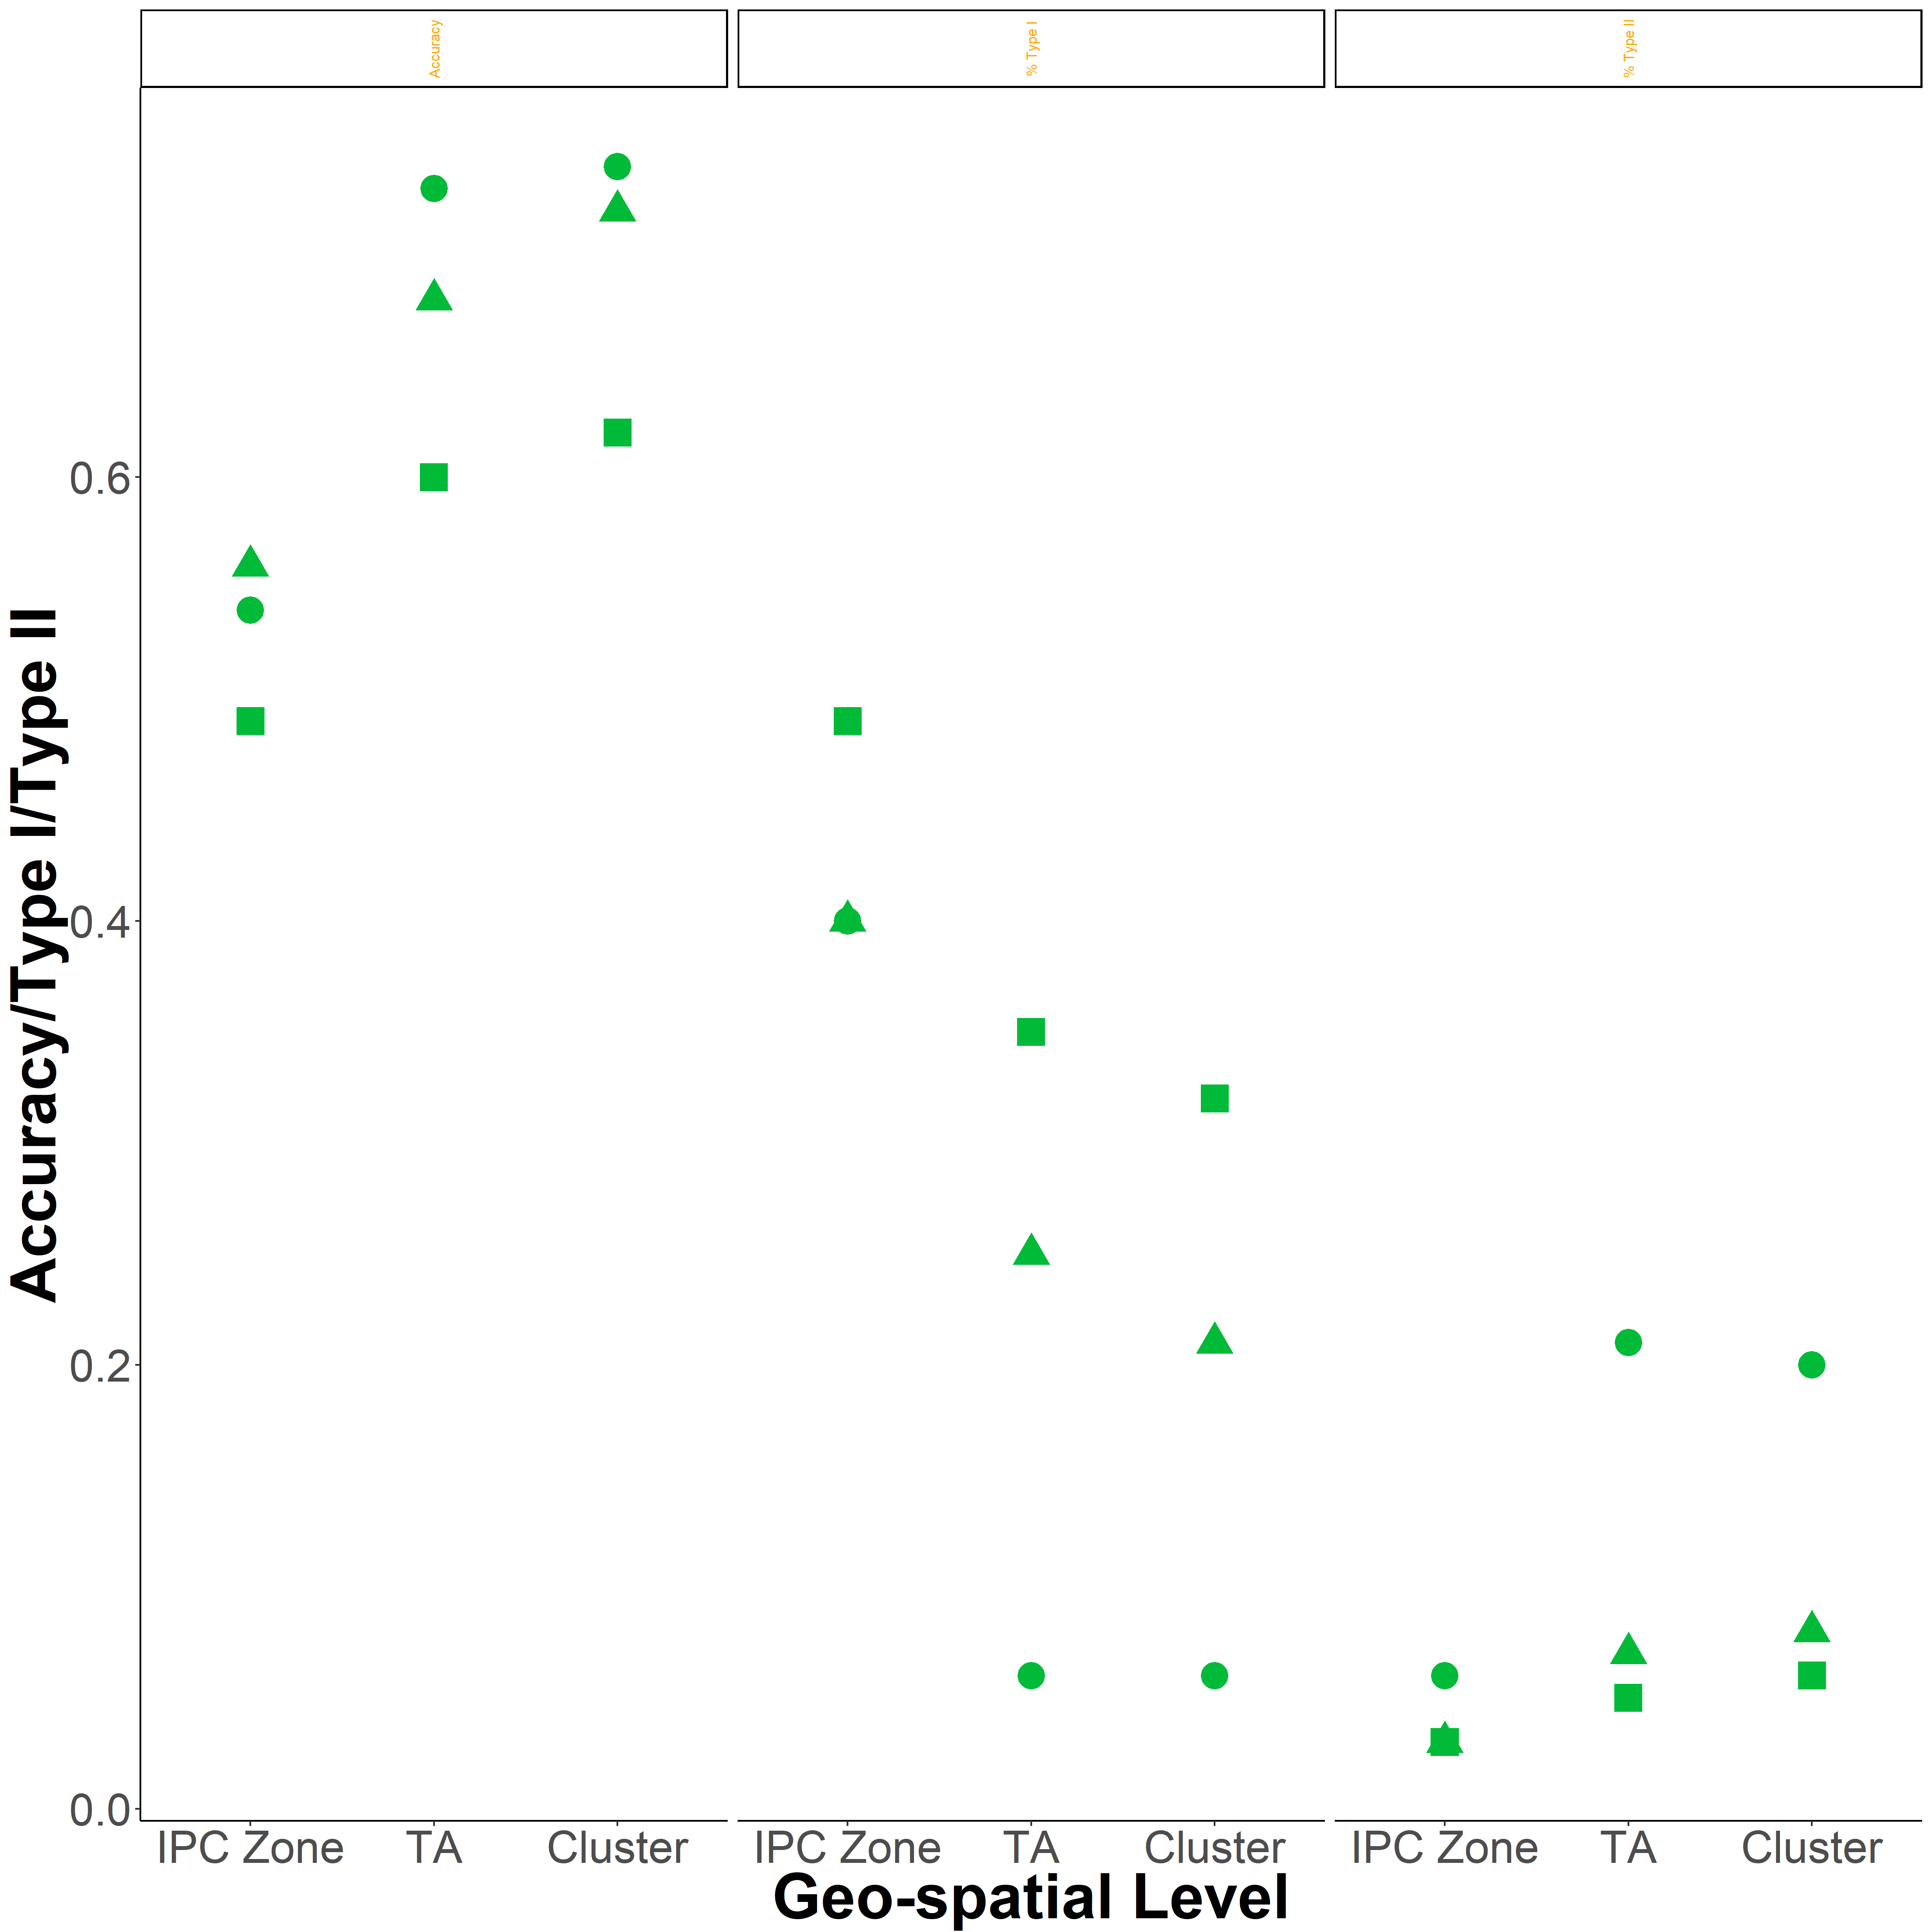 Accuracy
% Type I
% Type II
Accuracy/Type I/Type II
0.6
0.4
0.2
0.0
IPC Zone TA Cluster IPC Zone TA Cluster IPC Zone TA Cluster
Geo-spatial Level